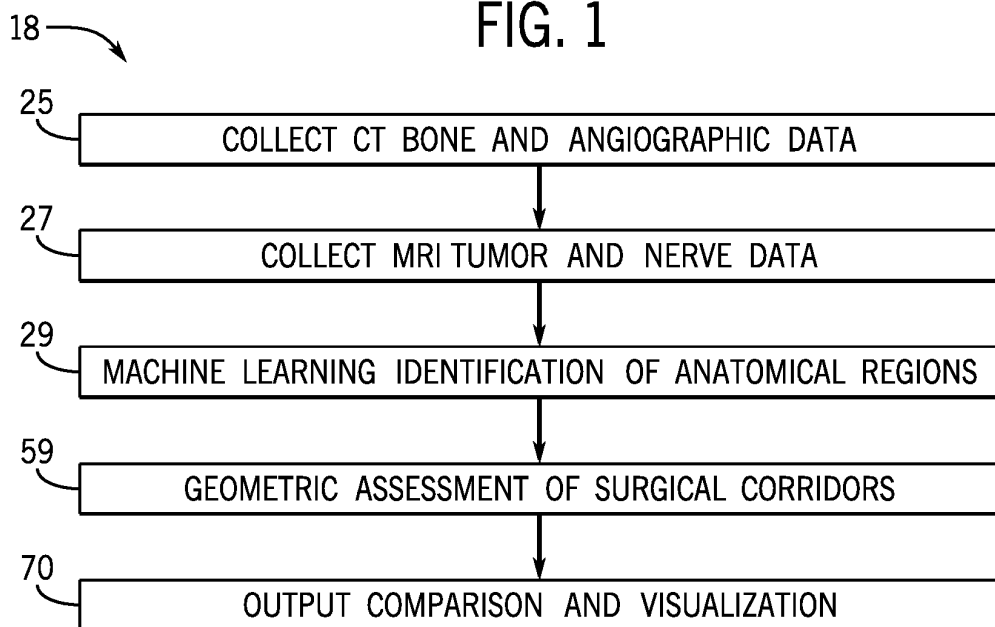 FIG. 1
18
25
COLLECT CT BONE AND ANGIOGRAPHIC DATA
27
COLLECT MRI TUMOR AND NERVE DATA
29
MACHINE LEARNING IDENTIFICATION OF ANATOMICAL REGIONS
59
GEOMETRIC ASSESSMENT OF SURGICAL CORRIDORS
70
OUTPUT COMPARISON AND VISUALIZATION